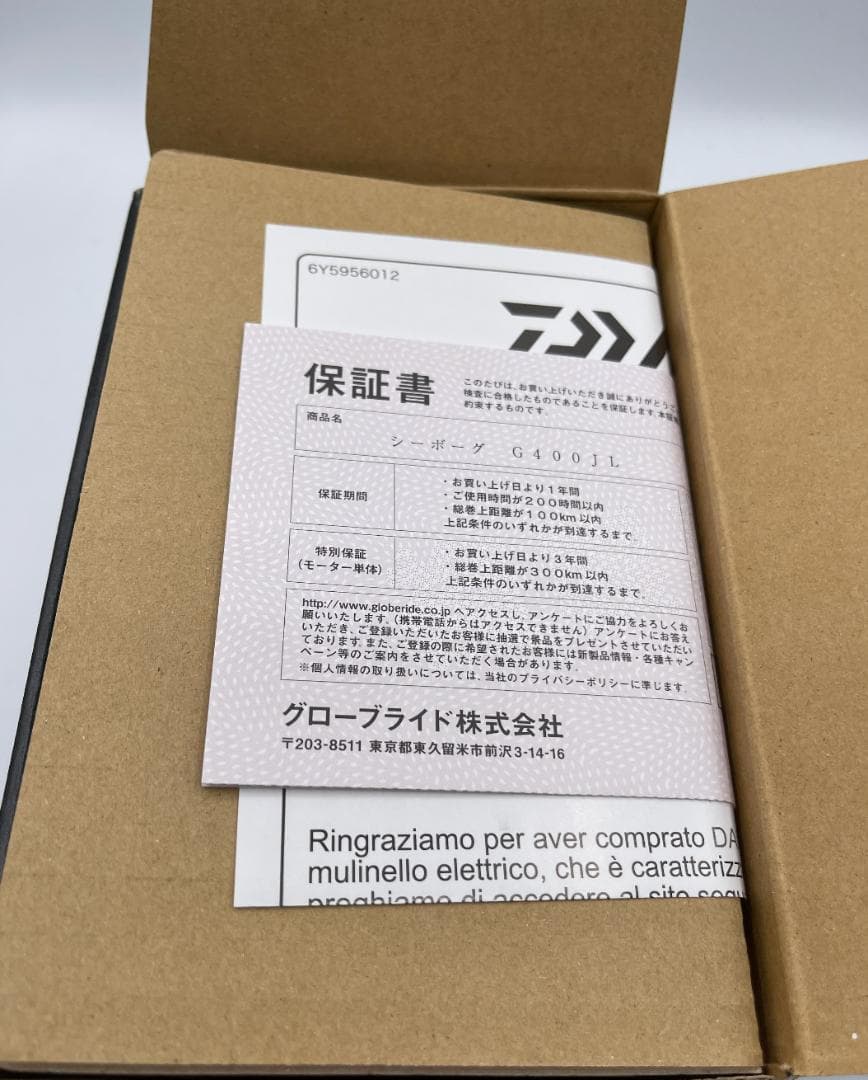 6Y5956012
保証書
このたびは、お買い上げいただき誠にありがとう
検査に合格したものであることを保証します。本
約束するものです。
商品名
シーボーグ G400JL
保証期間
・お買い上げ日より1年間
・ご使用時間が200時間以内
・総巻上距離が100km以内
上記条件のいずれかが到達するまで。
特別保証
(モーター単体)
・お買い上げ日より3年間
・総巻上距離が300km以内
上記条件のいずれかが到達するまで。
http://www.globeride.co.jp へアクセスし、アンケートにご協力をよろしくお
願いいたします。(携帯電話からはアクセスできません) アンケートにお答え
いただき、ご登録いただいたお客様に抽選で景品をプレゼントさせていただい
ております。また、ご登録の際に希望されたお客様には新製品情報・各種キャン
ペーン等のご案内をさせていただく場合があります。
※個人情報の取り扱いについては、当社のプライバシーポリシーに準じます。
グローブライド株式会社
〒203-8511 東京都東久留米市前沢3-14-16
Ringraziamo per aver comprato DA
mulinello elettrico, che è caratterizz
preghiamo di accedere al sito segu